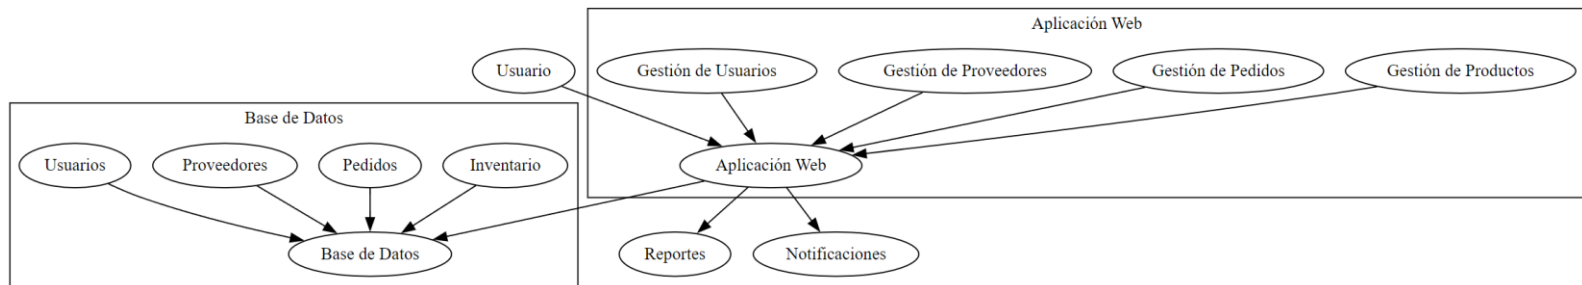 Aplicación Web
Usuario
Gestión de Usuarios
Gestión de Proveedores
Gestión de Pedidos
Gestión de Productos
Base de Datos
Usuarios
Proveedores
Pedidos
Inventario
Aplicación Web
Base de Datos
Reportes
Notificaciones